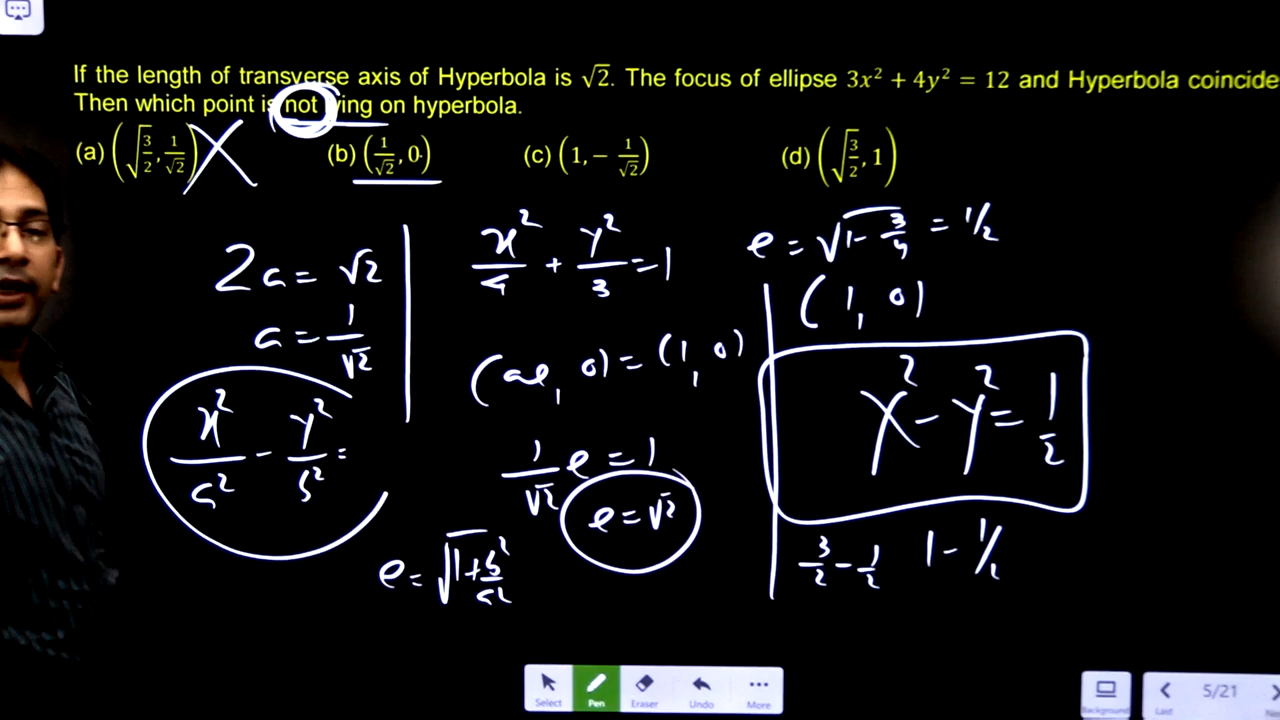 If the length of transverse axis of Hyperbola is √2. The focus of ellipse 3x² + 4y² = 12 and Hyperbola coincide
Then which point is not lying on hyperbola.
(a) (√(3/2), 1/√2) (b) (1/√2, 0) (c) (1, − 1/√2) (d) (√(3/2), 1)
2a = √2
a = 1/√2
x²/a² - y²/b² =
e = √(1+b²/a²)
x²/4 + y²/3 = 1
(ae, 0) = (1, 0)
1/√2 e = 1
e = √2
e = √(1 - 3/4) = 1/2
(1, 0)
x² - y² = 1/2
3/2 - 1/2 1 - 1/2
Select Pen Eraser Undo More
Background Last 5/21